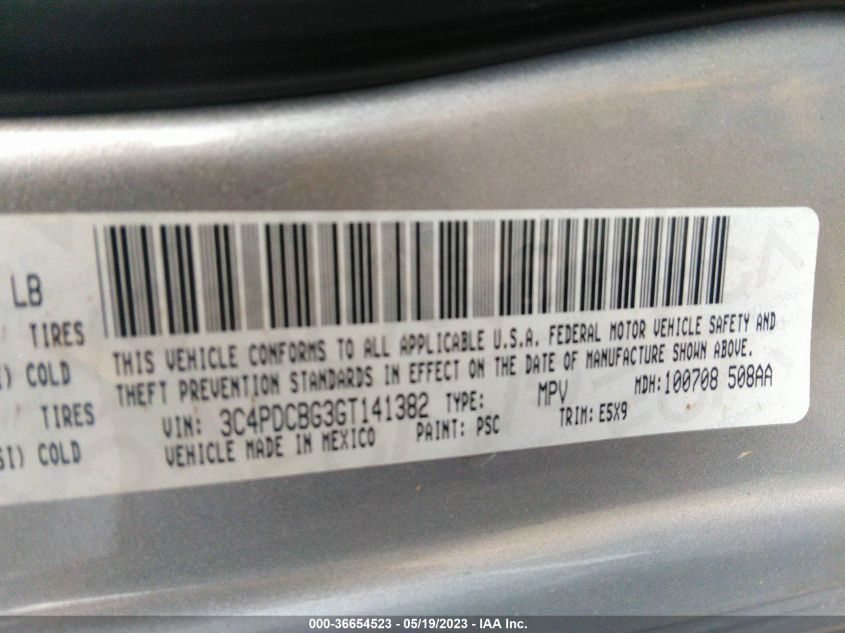 LB
TIRES
I) COLD
TIRES
SI) COLD
THIS VEHICLE CONFORMS TO ALL APPLICABLE U.S.A. FEDERAL MOTOR VEHICLE SAFETY AND
THEFT PREVENTION STANDARDS IN EFFECT ON THE DATE OF MANUFACTURE SHOWN ABOVE.
VIN: 3C4PDCBG3GT141382 TYPE: MPV MDH:100708 508AA
VEHICLE MADE IN MEXICO PAINT: PSC TRIM: E5X9
000-36654523 - 05/19/2023 - IAA Inc.